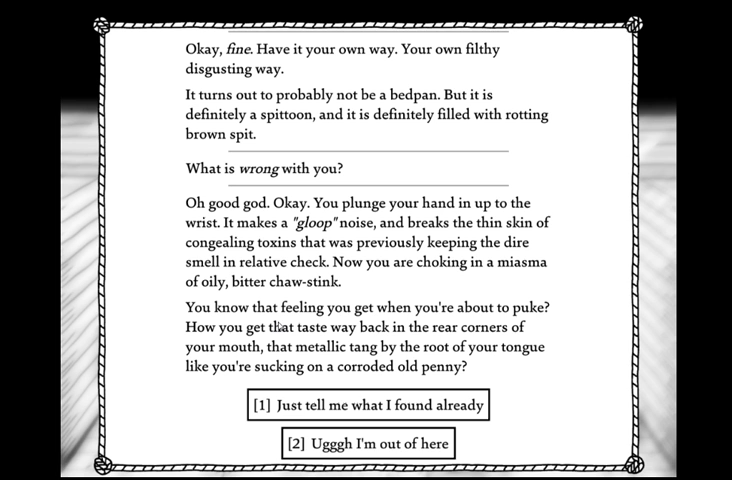 Okay, fine. Have it your own way. Your own filthy
disgusting way.
It turns out to probably not be a bedpan. But it is
definitely a spittoon, and it is definitely filled with rotting
brown spit.
What is wrong with you?
Oh good god. Okay. You plunge your hand in up to the
wrist. It makes a "gloop" noise, and breaks the thin skin of
congealing toxins that was previously keeping the dire
smell in relative check. Now you are choking in a miasma
of oily, bitter chaw-stink.
You know that feeling you get when you're about to puke?
How you get that taste way back in the rear corners of
your mouth, that metallic tang by the root of your tongue
like you're sucking on a corroded old penny?
[1] Just tell me what I found already
[2] Ugggh I'm out of here